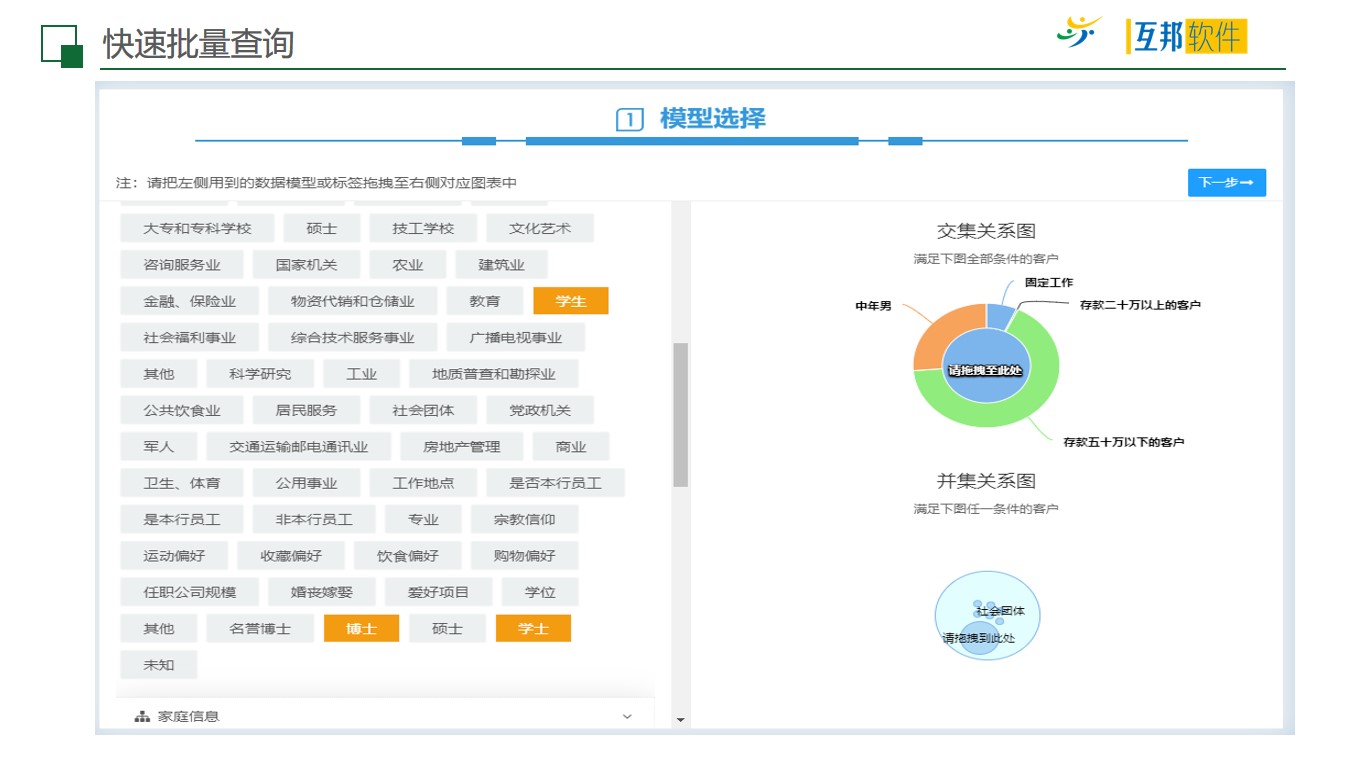 快速批量查询
互邦软件
1 模型选择
注：请把左侧用到的数据模型或标签拖拽至右侧对应图表中
下一步→
大专和专科学校 硕士 技工学校 文化艺术
咨询服务业 国家机关 农业 建筑业
金融、保险业 物资代销和仓储业 教育 学生
社会福利事业 综合技术服务事业 广播电视事业
其他 科学研究 工业 地质普查和勘探业
公共饮食业 居民服务 社会团体 党政机关
军人 交通运输邮电通讯业 房地产管理 商业
卫生、体育 公用事业 工作地点 是否本行员工
是本行员工 非本行员工 专业 宗教信仰
运动偏好 收藏偏好 饮食偏好 购物偏好
任职公司规模 婚丧嫁娶 爱好项目 学位
其他 名誉博士 博士 硕士 学士
未知
家庭信息
交集关系图
满足下图全部条件的客户
固定工作
中年男
存款二十万以上的客户
请拖拽至此处
存款五十万以下的客户
并集关系图
满足下图任一条件的客户
社会团体
请拖拽到此处